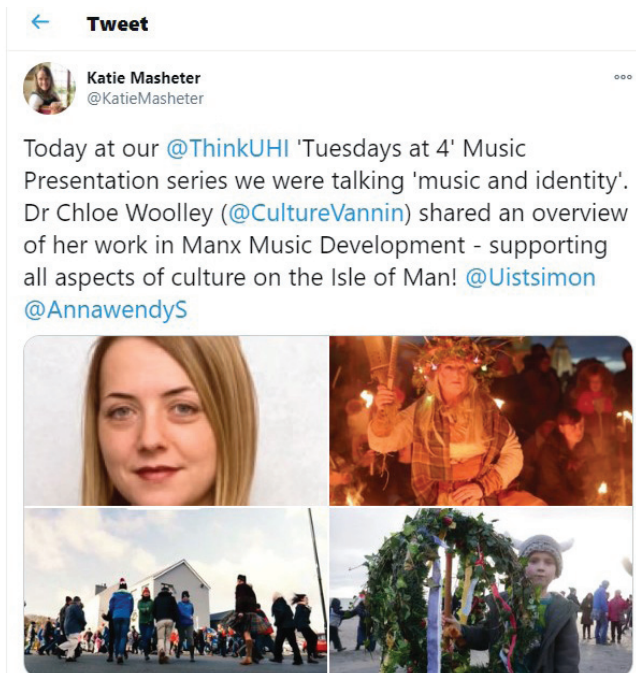 Tweet
Katie Masheter
@KatieMasheter
Today at our @ThinkUHI 'Tuesdays at 4' Music
Presentation series we were talking 'music and identity'.
Dr Chloe Woolley (@CultureVannin) shared an overview
of her work in Manx Music Development - supporting
all aspects of culture on the Isle of Man! @Uistsimon
@AnnawendyS